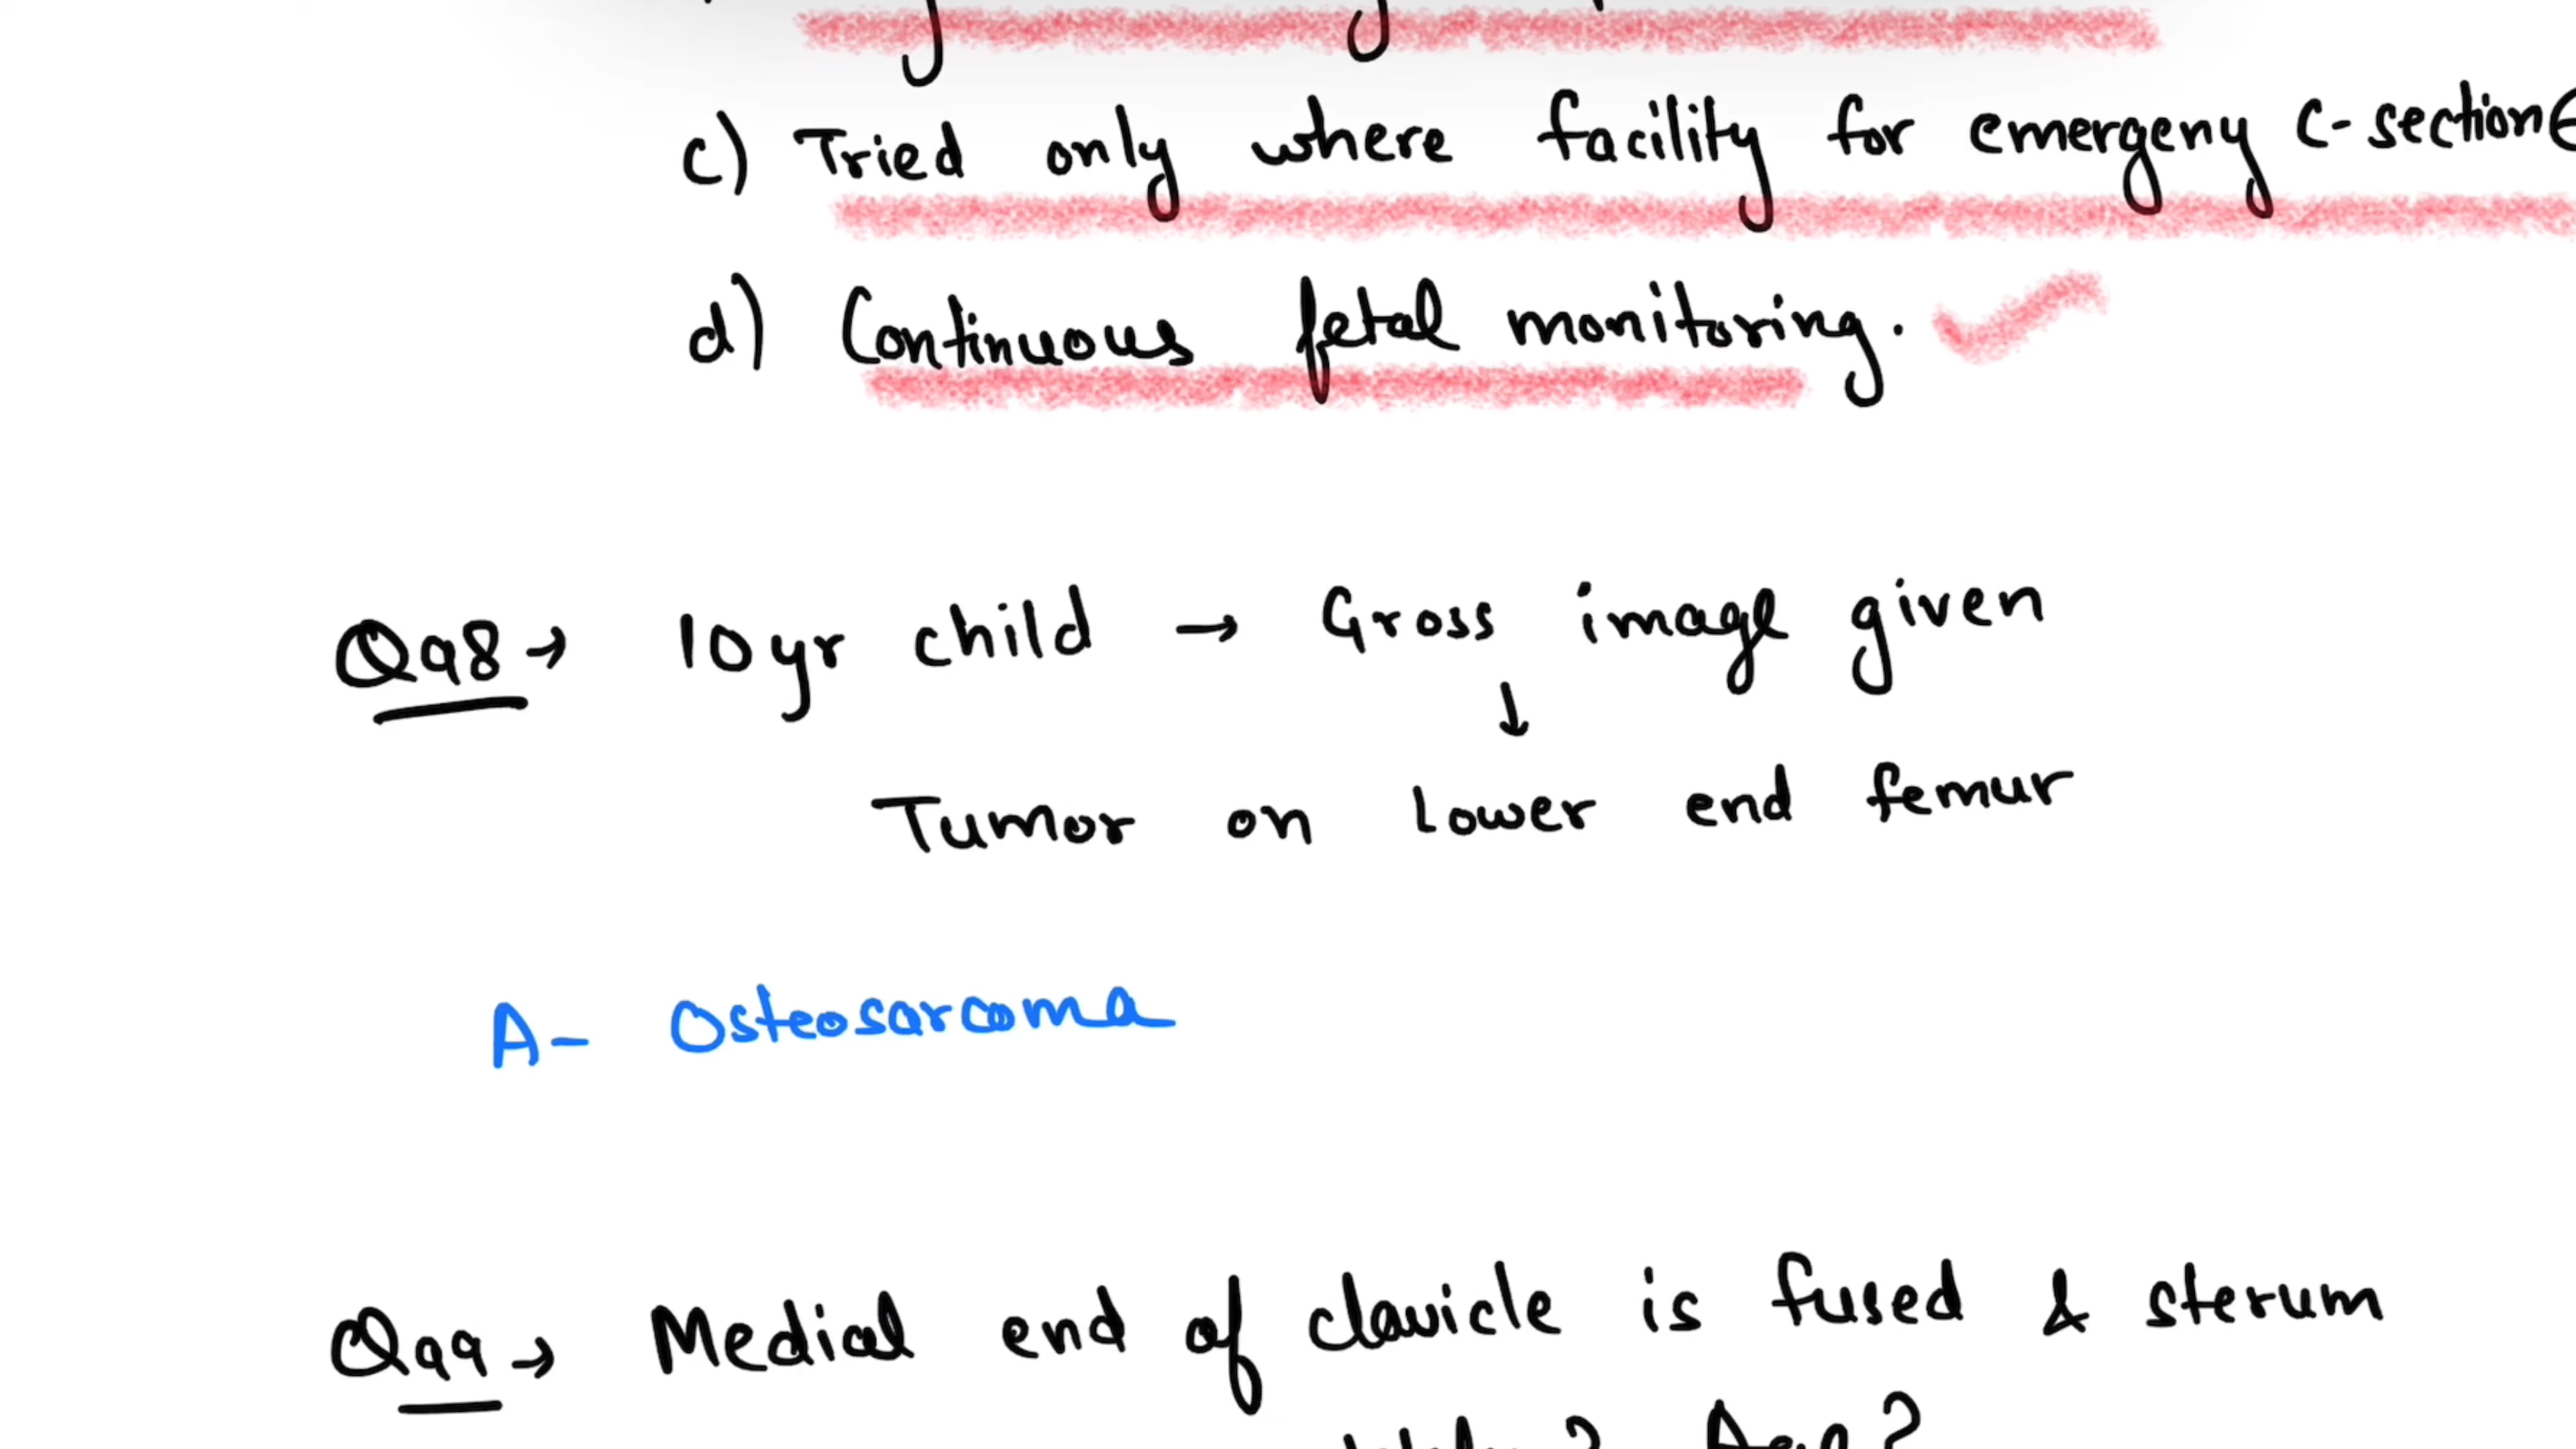 c) Tried only where facility for emergeny c-section
d) Continuous fetal monitoring.
Q98 → 10yr child → Gross image given
↓
Tumor on lower end femur
A- Osteosarcoma
Q99 → Medial end of clavicle is fused & sterum
? Age?